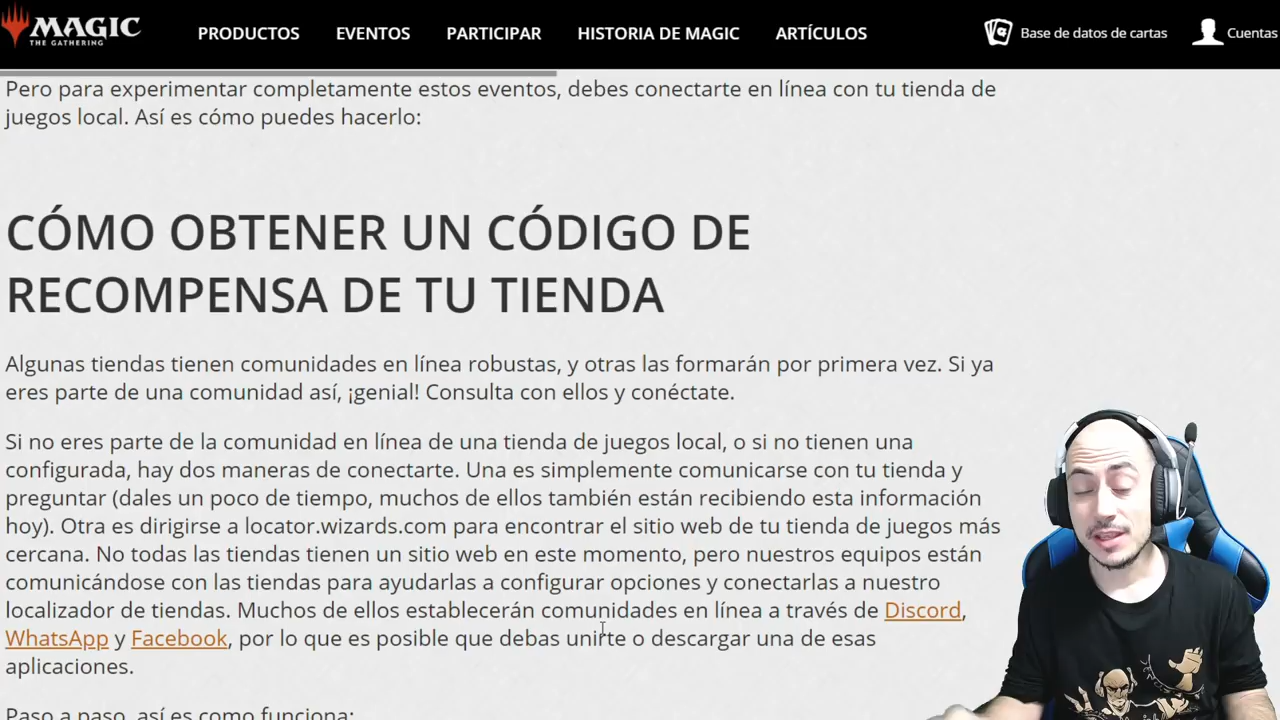 MAGIC
THE GATHERING
PRODUCTOS
EVENTOS
PARTICIPAR
HISTORIA DE MAGIC
ARTÍCULOS
Base de datos de cartas
Cuentas
Pero para experimentar completamente estos eventos, debes conectarte en línea con tu tienda de
juegos local. Así es cómo puedes hacerlo:
CÓMO OBTENER UN CÓDIGO DE
RECOMPENSA DE TU TIENDA
Algunas tiendas tienen comunidades en línea robustas, y otras las formarán por primera vez. Si ya
eres parte de una comunidad así, ¡genial! Consulta con ellos y conéctate.
Si no eres parte de la comunidad en línea de una tienda de juegos local, o si no tienen una
configurada, hay dos maneras de conectarte. Una es simplemente comunicarse con tu tienda y
preguntar (dales un poco de tiempo, muchos de ellos también están recibiendo esta información
hoy). Otra es dirigirse a locator.wizards.com para encontrar el sitio web de tu tienda de juegos más
cercana. No todas las tiendas tienen un sitio web en este momento, pero nuestros equipos están
comunicándose con las tiendas para ayudarlas a configurar opciones y conectarlas a nuestro
localizador de tiendas. Muchos de ellos establecerán comunidades en línea a través de Discord,
WhatsApp y Facebook, por lo que es posible que debas unirte o descargar una de esas
aplicaciones.
Paso a paso, así es como funciona: